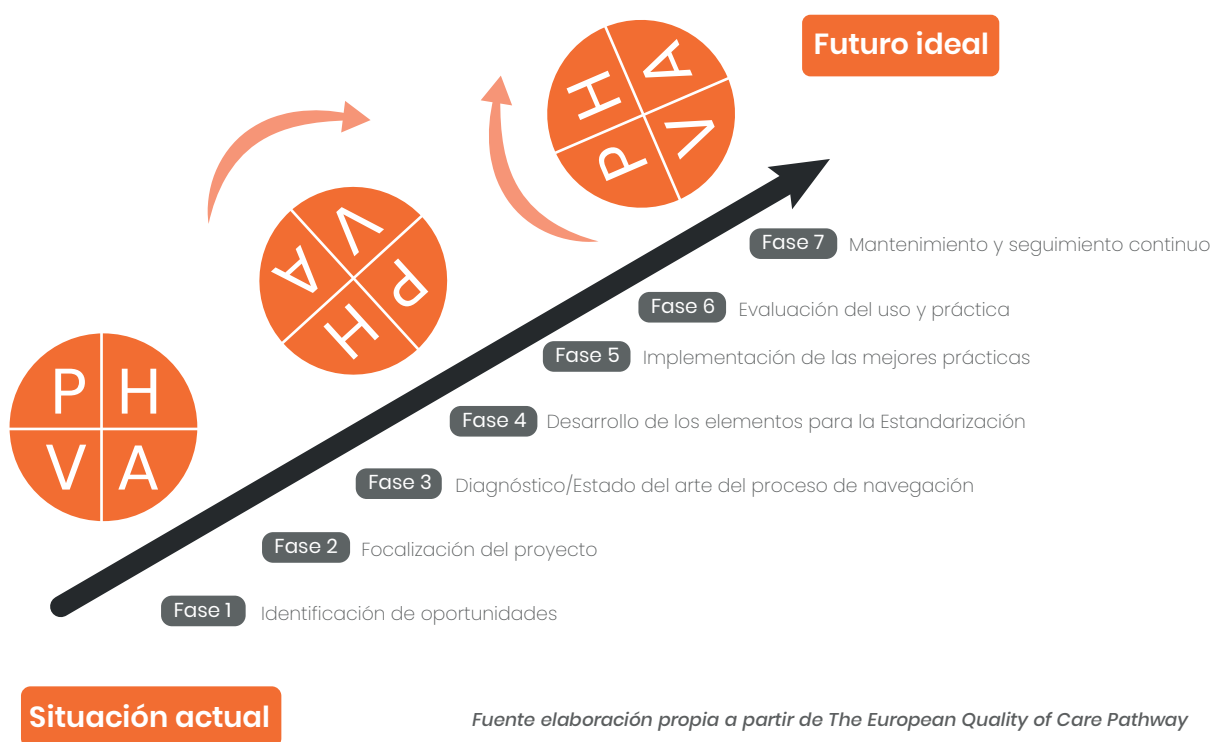 Futuro ideal
P H
V A
P H
V A
P H
V A
Fase 7 Mantenimiento y seguimiento continuo
Fase 6 Evaluación del uso y práctica
Fase 5 Implementación de las mejores prácticas
Fase 4 Desarrollo de los elementos para la Estandarización
Fase 3 Diagnóstico/Estado del arte del proceso de navegación
Fase 2 Focalización del proyecto
Fase 1 Identificación de oportunidades
Situación actual
Fuente elaboración propia a partir de The European Quality of Care Pathway